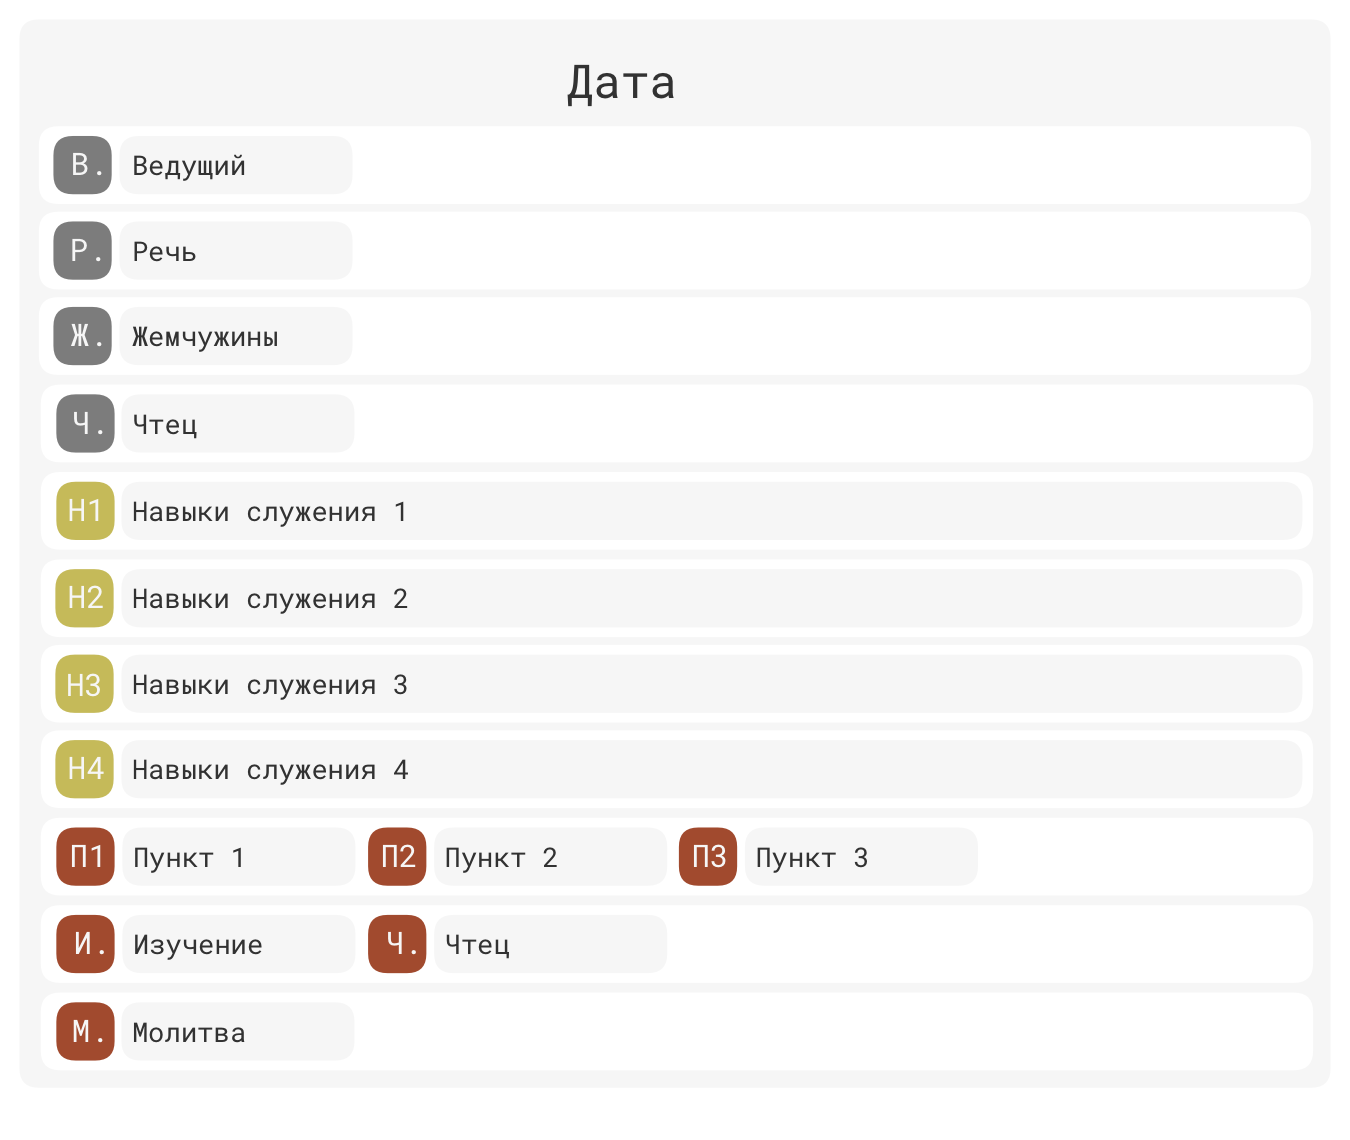 Дата
В. Ведущий
Р. Речь
Ж. Жемчужины
Ч. Чтец
Н1 Навыки служения 1
Н2 Навыки служения 2
Н3 Навыки служения 3
Н4 Навыки служения 4
П1 Пункт 1 П2 Пункт 2 П3 Пункт 3
И. Изучение Ч. Чтец
М. Молитва